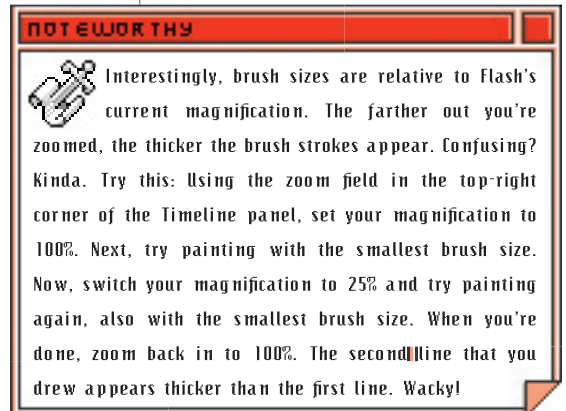 NOTEWORTHY
Interestingly, brush sizes are relative to Flash's
current magnification. The farther out you're
zoomed, the thicker the brush strokes appear. Confusing?
Kinda. Try this: Using the zoom field in the top-right
corner of the Timeline panel, set your magnification to
100%. Next, try painting with the smallest brush size.
Now, switch your magnification to 25% and try painting
again, also with the smallest brush size. When you're
done, zoom back in to 100%. The second line that you
drew appears thicker than the first line. Wacky!